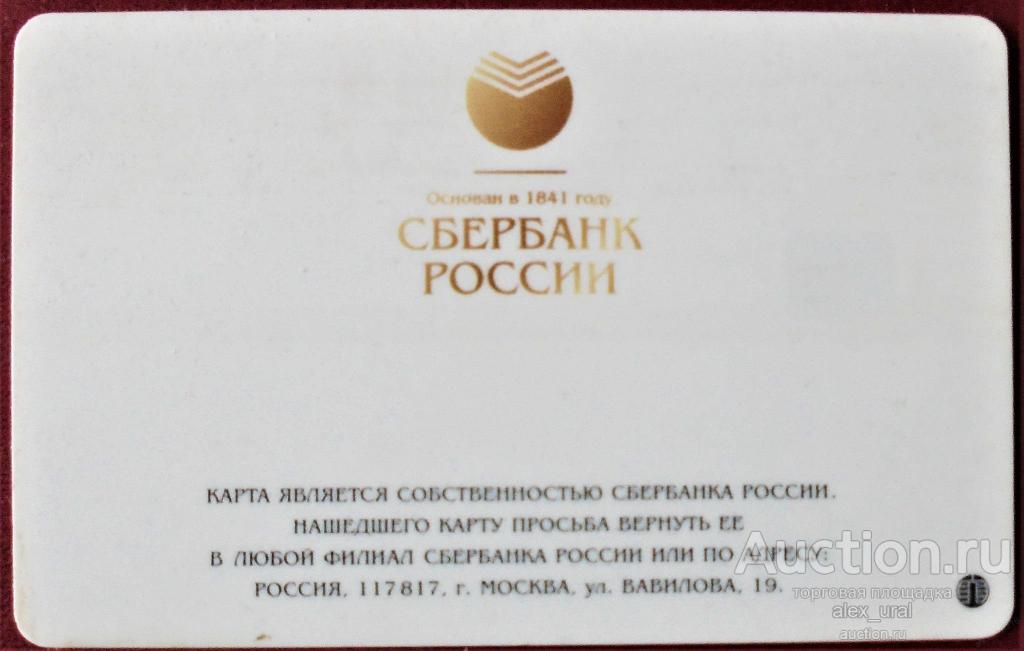 Основан в 1841 году
СБЕРБАНК
РОССИИ
КАРТА ЯВЛЯЕТСЯ СОБСТВЕННОСТЬЮ СБЕРБАНКА РОССИИ.
НАШЕДШЕГО КАРТУ ПРОСЬБА ВЕРНУТЬ ЕЕ
В ЛЮБОЙ ФИЛИАЛ СБЕРБАНКА РОССИИ ИЛИ ПО АДРЕСУ:
РОССИЯ, 117817, г. МОСКВА, ул. ВАВИЛОВА, 19.
Auction.ru
торговая площадка
alex_ural
auction.ru